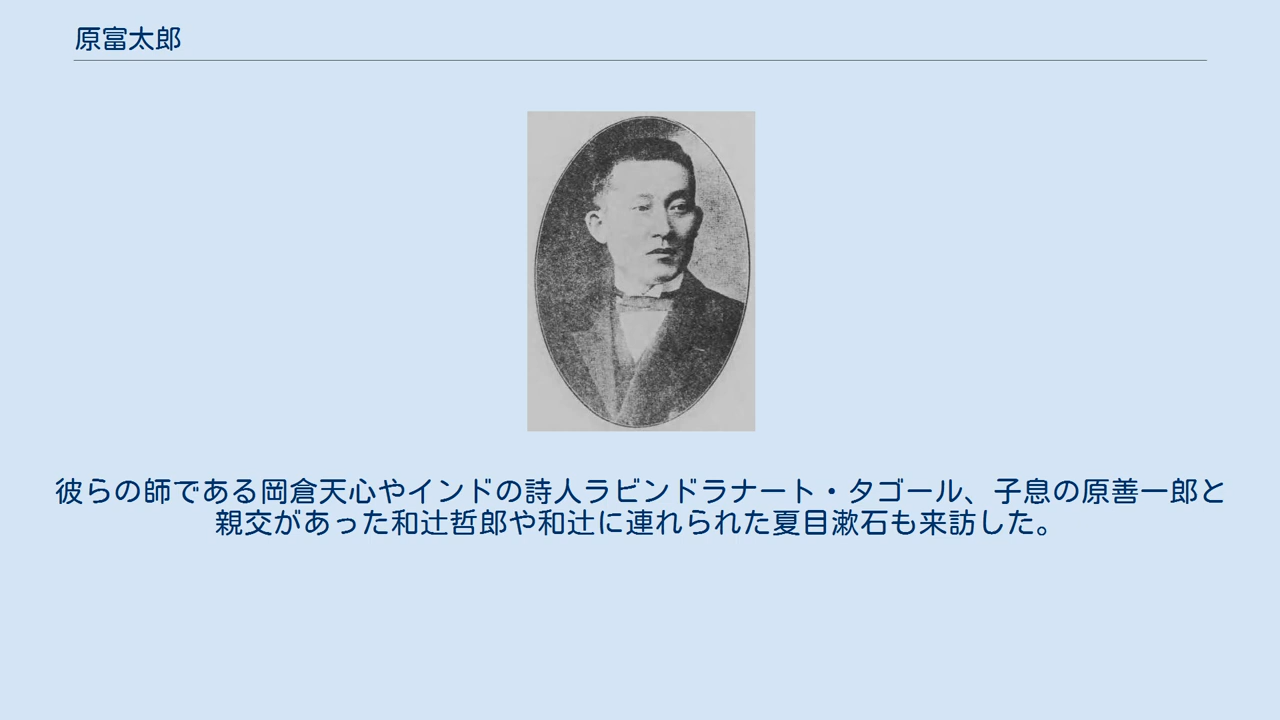 原富太郎
彼らの師である岡倉天心やインドの詩人ラビンドラナート・タゴール、子息の原善一郎と
親交があった和辻哲郎や和辻に連れられた夏目漱石も来訪した。